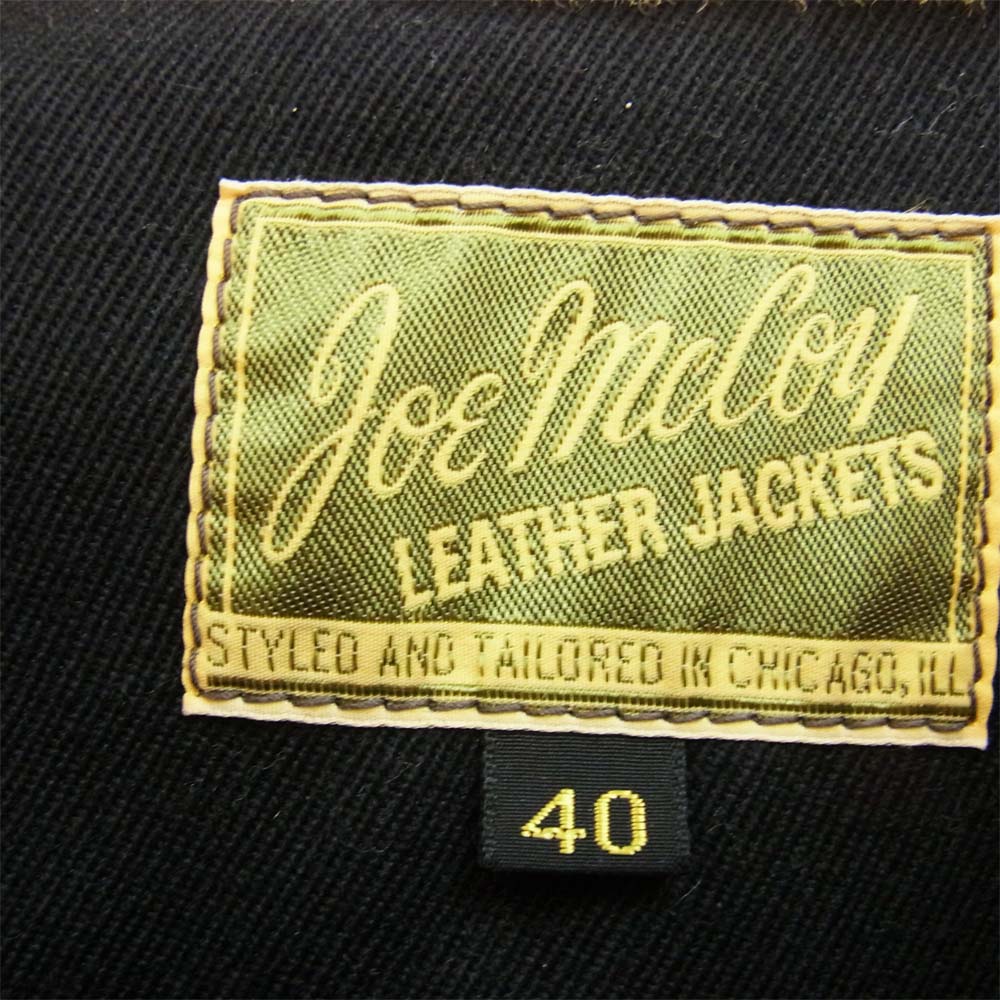 Joe McCoy
LEATHER JACKETS
STYLED AND TAILORED IN CHICAGO, ILL
40